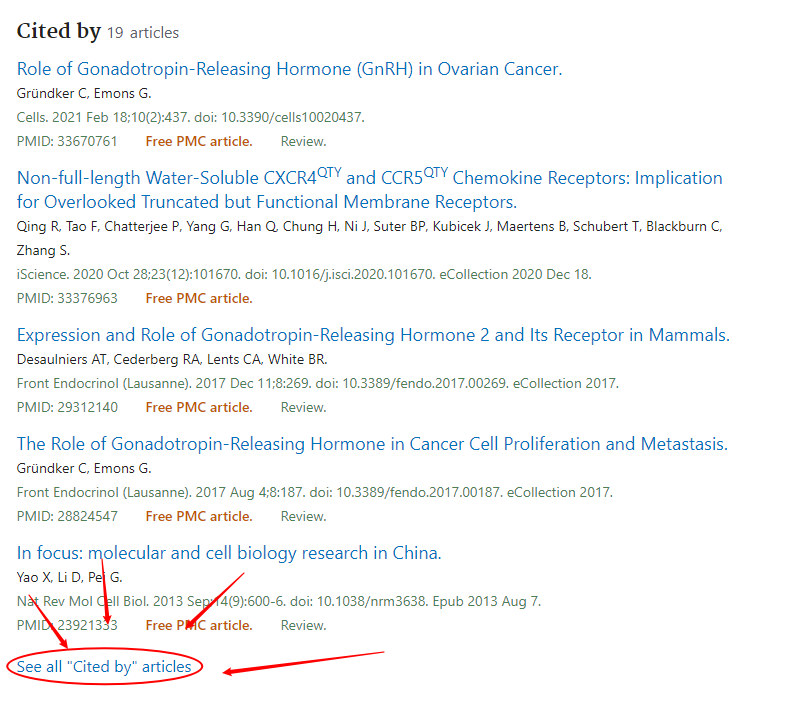 Cited by 19 articles
Role of Gonadotropin-Releasing Hormone (GnRH) in Ovarian Cancer.
Gründker C, Emons G.
Cells. 2021 Feb 18;10(2):437. doi: 10.3390/cells10020437.
PMID: 33670761 Free PMC article. Review.
Non-full-length Water-Soluble CXCR4QTY and CCR5QTY Chemokine Receptors: Implication
for Overlooked Truncated but Functional Membrane Receptors.
Qing R, Tao F, Chatterjee P, Yang G, Han Q, Chung H, Ni J, Suter BP, Kubicek J, Maertens B, Schubert T, Blackburn C,
Zhang S.
iScience. 2020 Oct 28;23(12):101670. doi: 10.1016/j.isci.2020.101670. eCollection 2020 Dec 18.
PMID: 33376963 Free PMC article.
Expression and Role of Gonadotropin-Releasing Hormone 2 and Its Receptor in Mammals.
Desaulniers AT, Cederberg RA, Lents CA, White BR.
Front Endocrinol (Lausanne). 2017 Dec 11;8:269. doi: 10.3389/fendo.2017.00269. eCollection 2017.
PMID: 29312140 Free PMC article. Review.
The Role of Gonadotropin-Releasing Hormone in Cancer Cell Proliferation and Metastasis.
Gründker C, Emons G.
Front Endocrinol (Lausanne). 2017 Aug 4;8:187. doi: 10.3389/fendo.2017.00187. eCollection 2017.
PMID: 28824547 Free PMC article. Review.
In focus: molecular and cell biology research in China.
Yao X, Li D, Pei G.
Nat Rev Mol Cell Biol. 2013 Sep;14(9):600-6. doi: 10.1038/nrm3638. Epub 2013 Aug 7.
PMID: 23921333 Free PMC article. Review.
See all "Cited by" articles